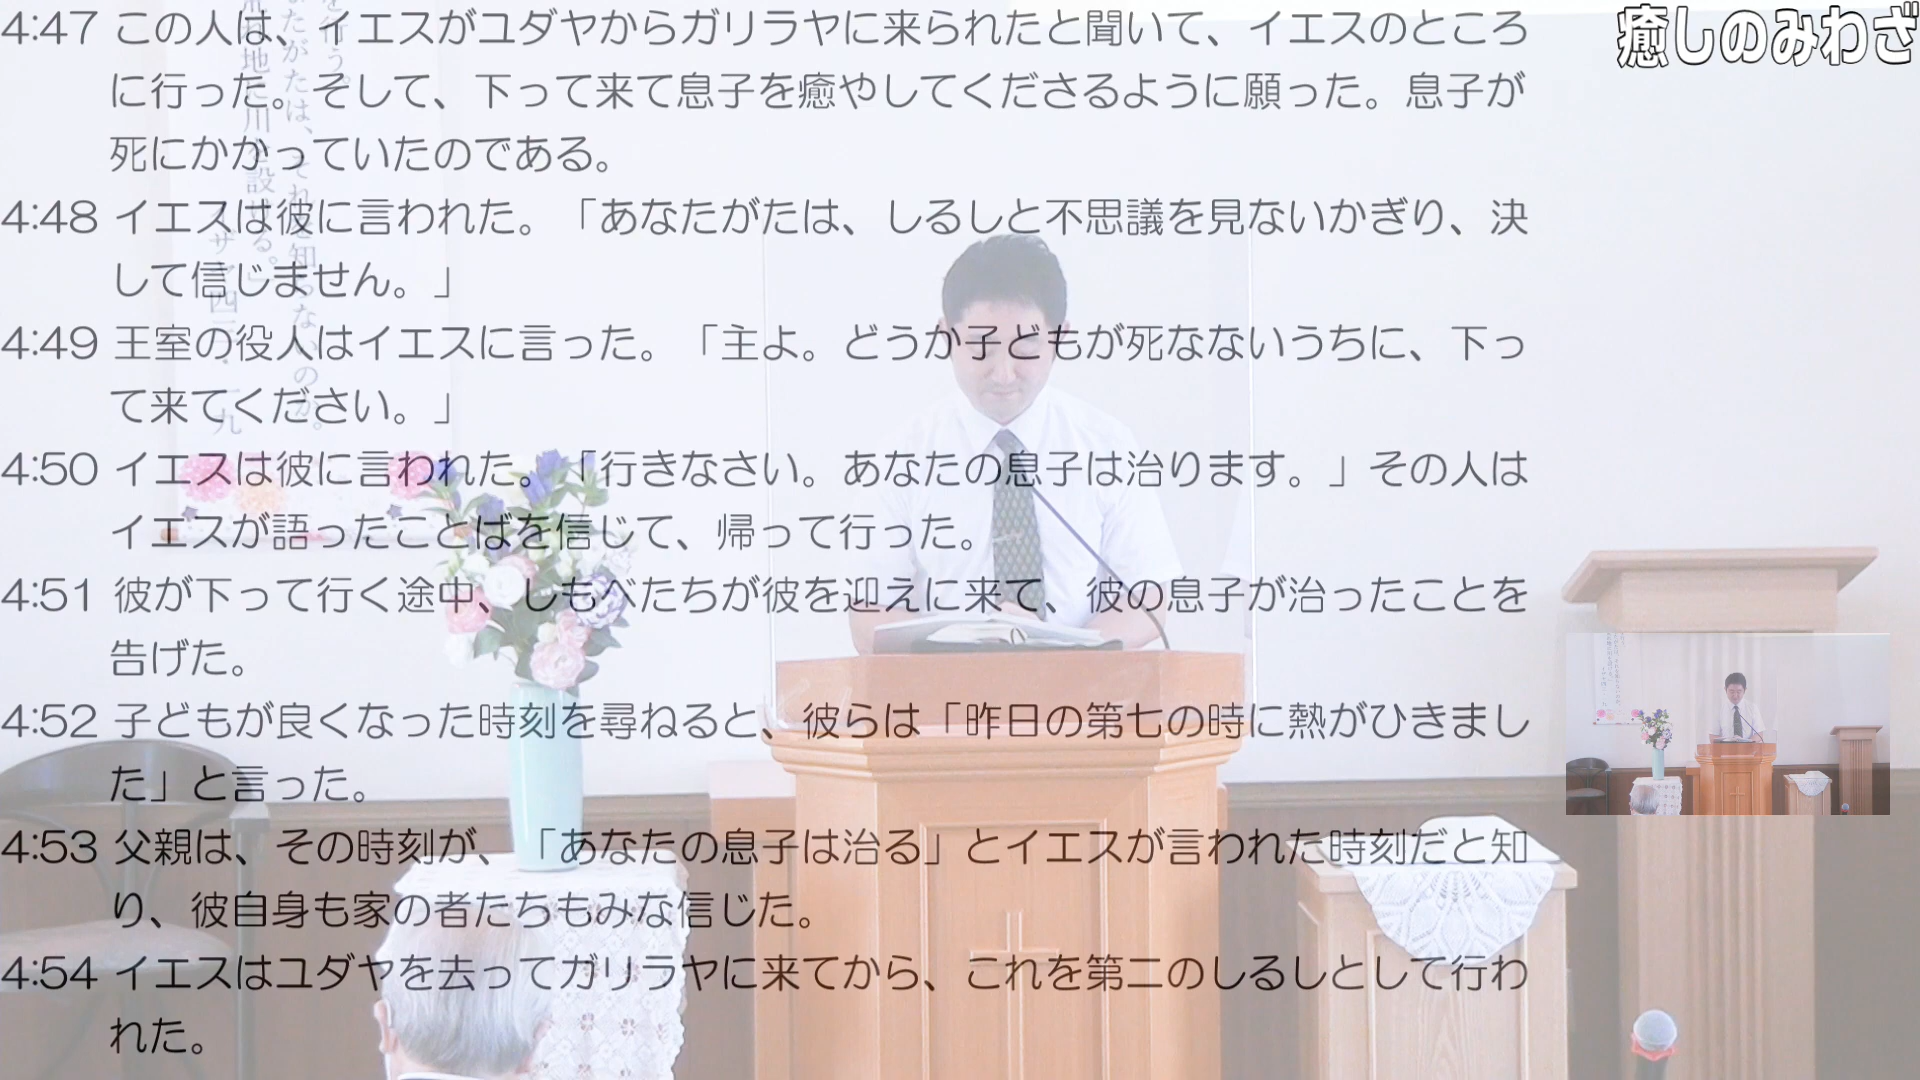 癒しのみわざ
4:47 この人は、イエスがユダヤからガリラヤに来られたと聞いて、イエスのところ
に行った。そして、下って来て息子を癒やしてくださるように願った。息子が
死にかかっていたのである。
4:48 イエスは彼に言われた。「あなたがたは、しるしと不思議を見ないかぎり、決
して信じません。」
4:49 王室の役人はイエスに言った。「主よ。どうか子どもが死なないうちに、下っ
て来てください。」
4:50 イエスは彼に言われた。「行きなさい。あなたの息子は治ります。」その人は
イエスが語ったことばを信じて、帰って行った。
4:51 彼が下って行く途中、しもべたちが彼を迎えに来て、彼の息子が治ったことを
告げた。
4:52 子どもが良くなった時刻を尋ねると、彼らは「昨日の第七の時に熱がひきまし
た」と言った。
4:53 父親は、その時刻が、「あなたの息子は治る」とイエスが言われた時刻だと知
り、彼自身も家の者たちもみな信じた。
4:54 イエスはユダヤを去ってガリラヤに来てから、これを第二のしるしとして行わ
れた。